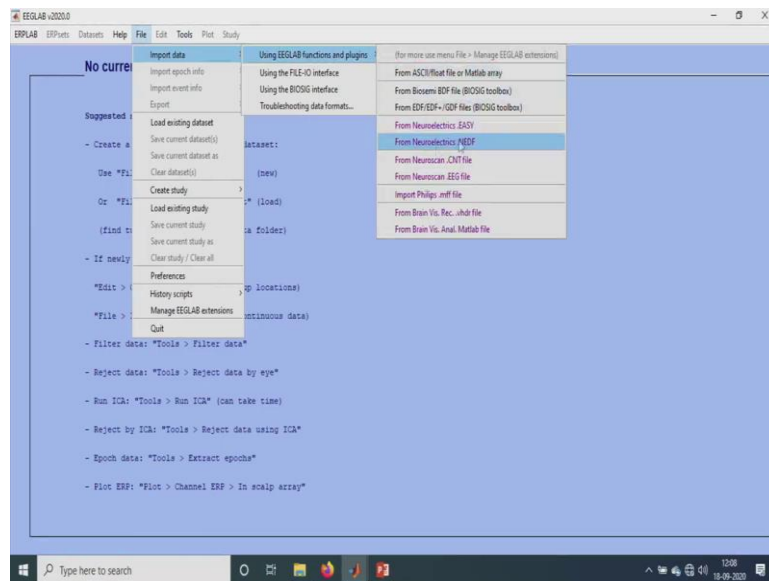 EEGLAB v2020.0
ERPLAB ERPsets Datasets Help File Edit Tools Plot Study
No curre
Suggested
- Create a
dataset:
Use "Fi
(new)
Or "Fi
" (load)
(find t
a folder)
- If newly
"Edit >
locations)
"File >
ontinuous data)
- Filter data: "Tools > Filter data"
- Reject data: "Tools > Reject data by eye"
- Run ICA: "Tools > Run ICA" (can take time)
- Reject by ICA: "Tools > Reject data using ICA"
- Epoch data: "Tools > Extract epochs"
- Plot ERP: "Plot > Channel ERP > In scalp array"
Import data
Import epoch info
Import event info
Export
Load existing dataset
Save current dataset(s)
Save current dataset as
Clear dataset(s)
Create study
Load existing study
Save current study
Save current study as
Clear study / Clear all
Preferences
History scripts
Manage EEGLAB extensions
Quit
Using EEGLAB functions and plugins
Using the FILE-IO interface
Using the BIOSIG interface
Troubleshooting data formats...
(for more use menu File > Manage EEGLAB extensions)
From ASCII/float file or Matlab array
From Biosemi BDF file (BIOSIG toolbox)
From EDF/EDF+/GDF files (BIOSIG toolbox)
From Neuroelectrics .EASY
From Neuroelectrics .NEDF
From Neuroscan .CNT file
From Neuroscan .EEG file
Import Philips .mff file
From Brain Vis. Rec. .vhdr file
From Brain Vis. Anal. Matlab file
Type here to search
12:08
18-09-2020